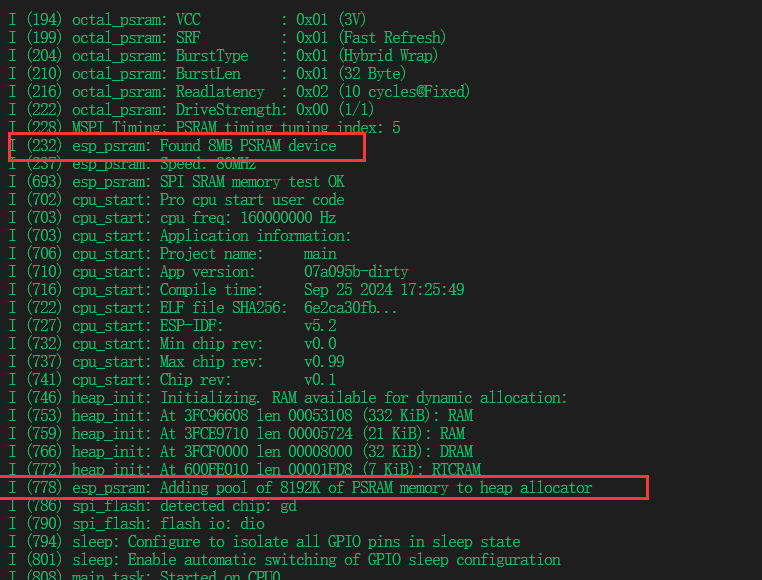 I (194) octal_psram: VCC          : 0x01 (3V)
I (199) octal_psram: SRF          : 0x01 (Fast Refresh)
I (204) octal_psram: BurstType    : 0x01 (Hybrid Wrap)
I (210) octal_psram: BurstLen     : 0x01 (32 Byte)
I (216) octal_psram: Readlatency  : 0x02 (10 cycles@Fixed)
I (222) octal_psram: DriveStrength: 0x00 (1/1)
I (228) MSPI Timing: PSRAM timing tuning index: 5
I (232) esp_psram: Found 8MB PSRAM device
I (237) esp_psram: Speed: 80MHz
I (693) esp_psram: SPI SRAM memory test OK
I (702) cpu_start: Pro cpu start user code
I (703) cpu_start: cpu freq: 160000000 Hz
I (703) cpu_start: Application information:
I (706) cpu_start: Project name:     main
I (710) cpu_start: App version:      07a095b-dirty
I (716) cpu_start: Compile time:     Sep 25 2024 17:25:49
I (722) cpu_start: ELF file SHA256:  6e2ca30fb...
I (727) cpu_start: ESP-IDF:          v5.2
I (732) cpu_start: Min chip rev:     v0.0
I (737) cpu_start: Max chip rev:     v0.99
I (741) cpu_start: Chip rev:         v0.1
I (746) heap_init: Initializing. RAM available for dynamic allocation:
I (753) heap_init: At 3FC96608 len 00053108 (332 KiB): RAM
I (759) heap_init: At 3FCE9710 len 00005724 (21 KiB): RAM
I (766) heap_init: At 3FCF0000 len 00008000 (32 KiB): DRAM
I (772) heap_init: At 600FE010 len 00001FD8 (7 KiB): RTCRAM
I (778) esp_psram: Adding pool of 8192K of PSRAM memory to heap allocator
I (786) spi_flash: detected chip: gd
I (790) spi_flash: flash io: dio
I (794) sleep: Configure to isolate all GPIO pins in sleep state
I (801) sleep: Enable automatic switching of GPIO sleep configuration
I (808) main_task: Started on CPU0